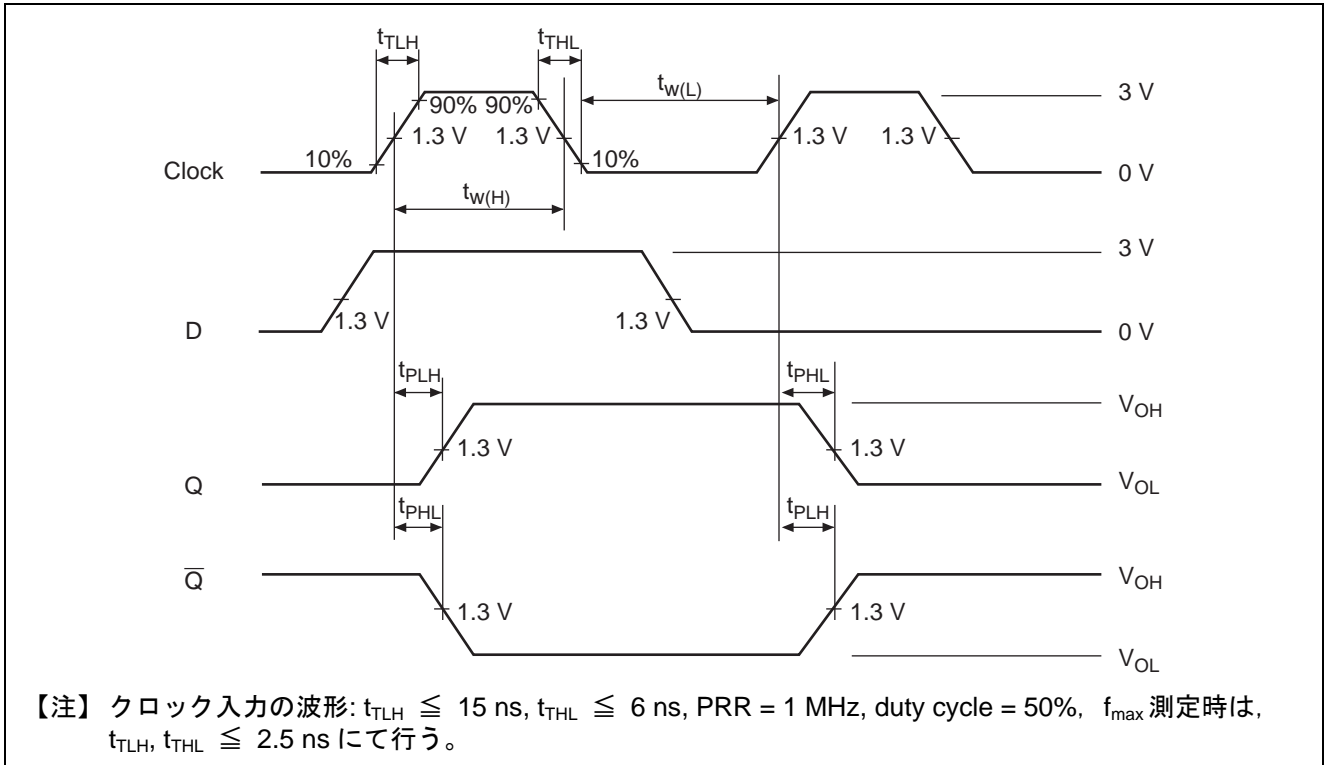 tTLH tTHL
tw(L)
3 V
90% 90%
1.3 V 1.3 V 1.3 V 1.3 V
10% 10%
Clock
0 V
tw(H)
3 V
1.3 V 1.3 V
D
0 V
tPLH tPHL
VOH
1.3 V 1.3 V
Q
VOL
tPHL tPLH
Q
VOH
1.3 V 1.3 V
VOL
【注】 クロック入力の波形: tTLH ≦ 15 ns, tTHL ≦ 6 ns, PRR = 1 MHz, duty cycle = 50%, fmax 測定時は,
tTLH, tTHL ≦ 2.5 ns にて行う。